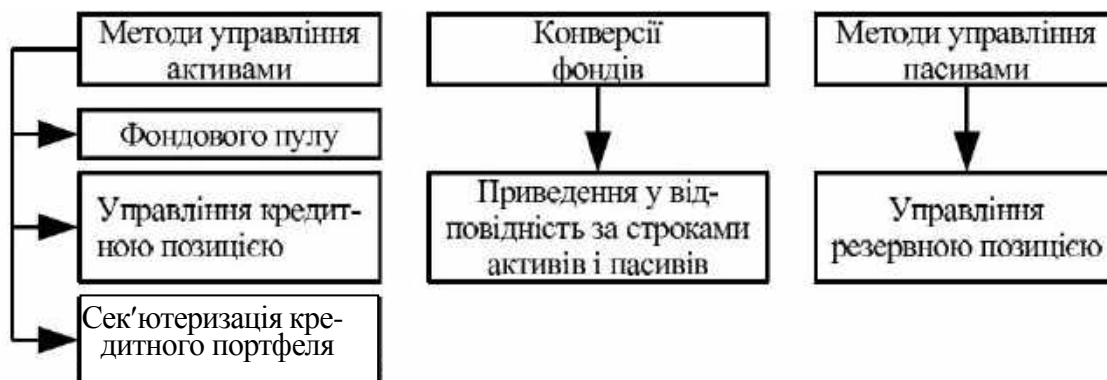 Методи управління
активами
Фондового пулу
Управління кредит-
ною позицією
Сек′ютеризація кре-
дитного портфеля
Конверсії
фондів
Приведення у від-
повідність за строками
активів і пасивів
Методи управління
пасивами
Управління
резервною позицією